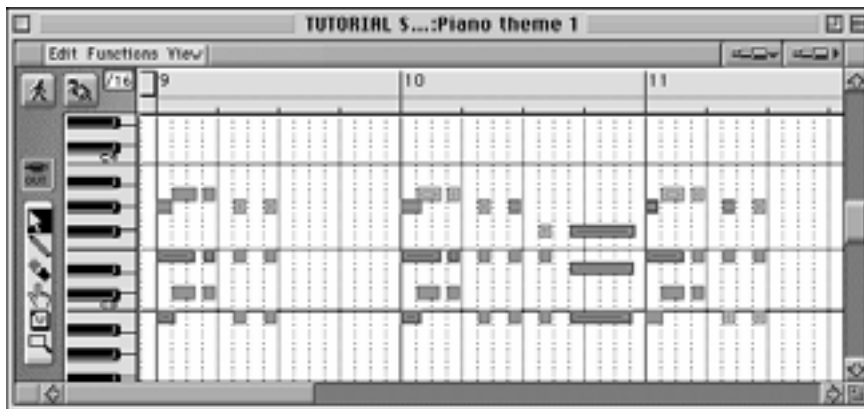 TUTORIAL S...:Piano theme 1
Edit Functions View
/16
9 10 11
OUT